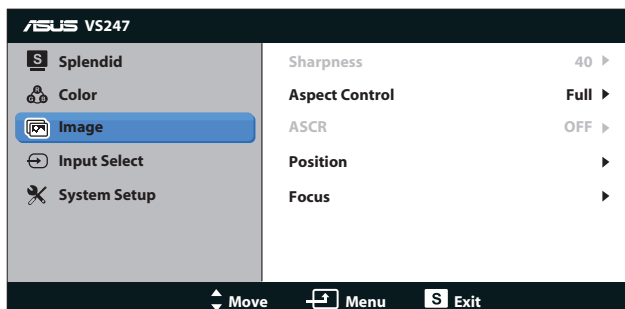 ASUS VS247
S Splendid
Color
Image
Input Select
System Setup
Sharpness 40
Aspect Control Full
ASCR OFF
Position
Focus
Move Menu S Exit